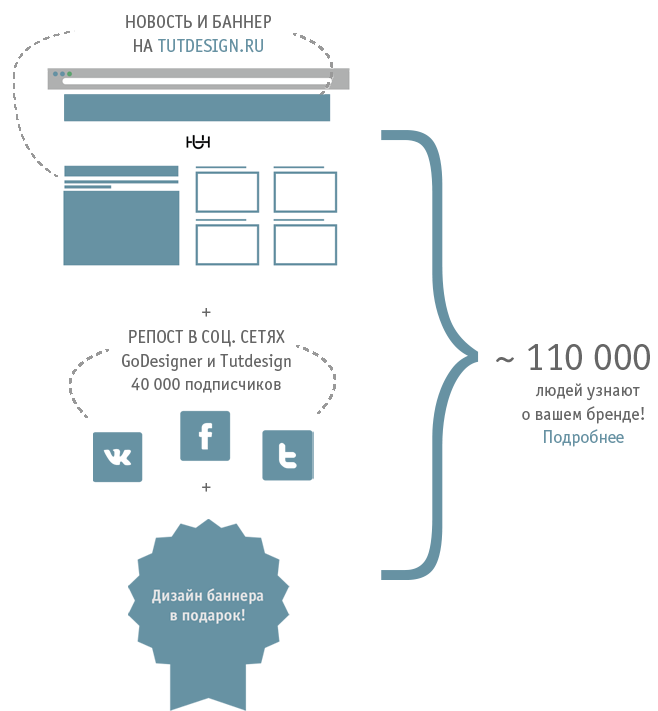 НОВОСТЬ И БАННЕР
НА TUTDESIGN.RU
+
РЕПОСТ В СОЦ. СЕТЯХ
GoDesigner и Tutdesign
40 000 подписчиков
+
Дизайн баннера
в подарок!
~ 110 000
людей узнают
о вашем бренде!
Подробнее